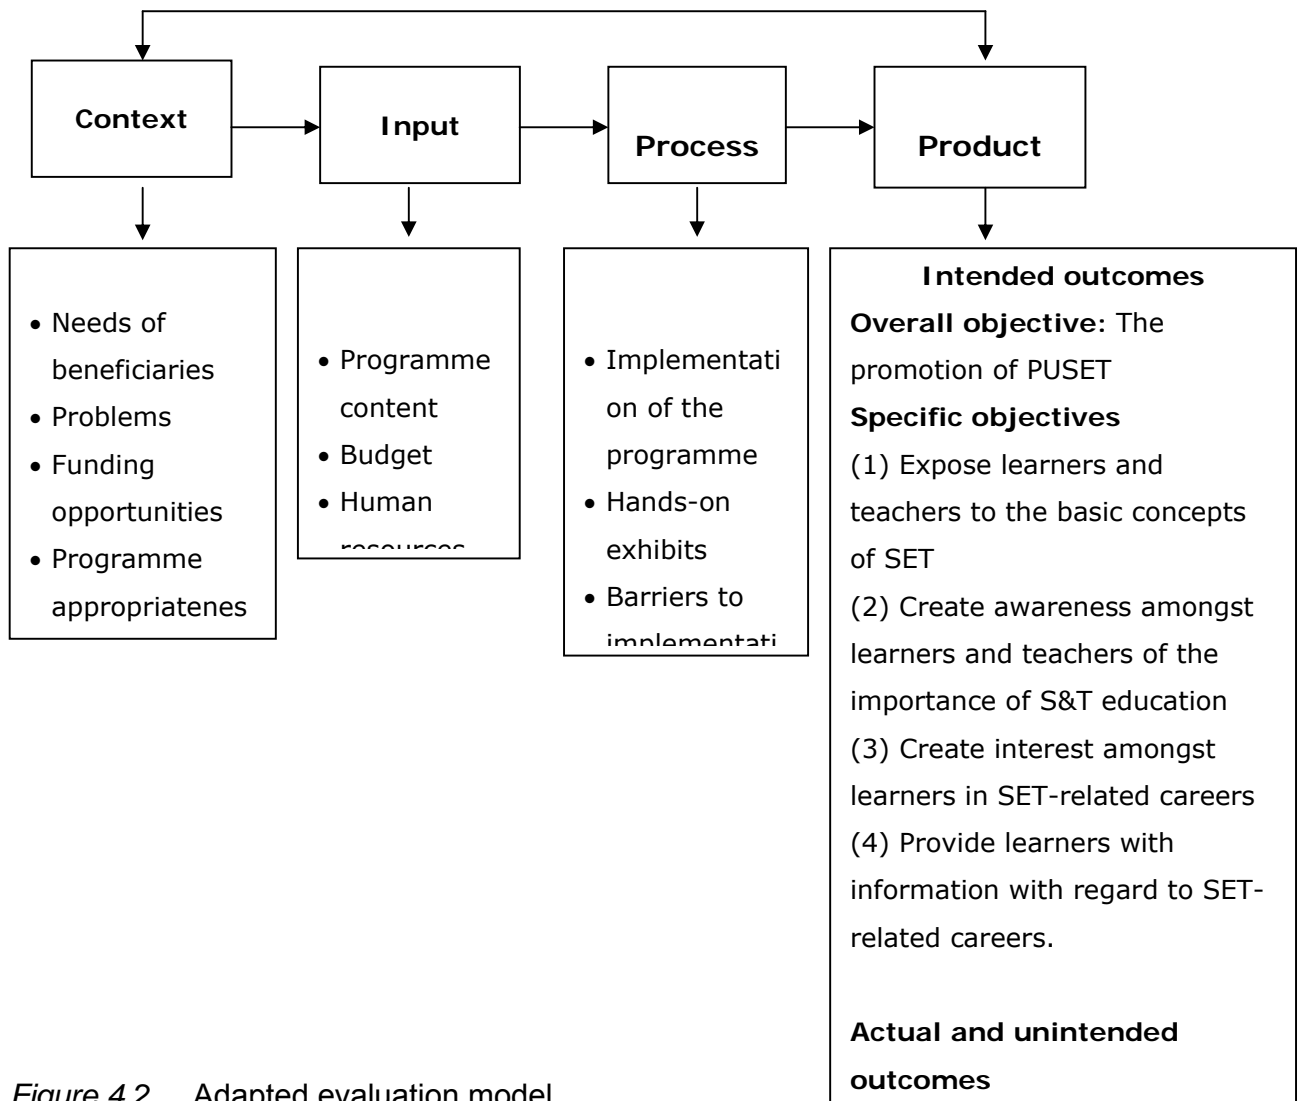 Context
Input
Process
Product
• Needs of
beneficiaries
• Problems
• Funding
opportunities
• Programme
appropriatenes
• Programme
content
• Budget
• Human
resources
• Implementati
on of the
programme
• Hands-on
exhibits
• Barriers to
implementati
Intended outcomes
Overall objective: The
promotion of PUSET
Specific objectives
(1) Expose learners and
teachers to the basic concepts
of SET
(2) Create awareness amongst
learners and teachers of the
importance of S&T education
(3) Create interest amongst
learners in SET-related careers
(4) Provide learners with
information with regard to SET-
related careers.
Actual and unintended
outcomes
Figure 4.2 Adapted evaluation model